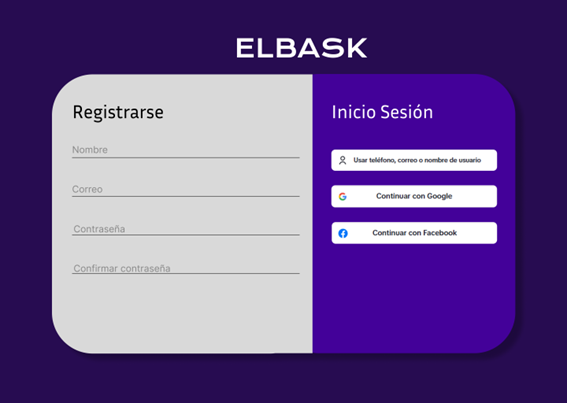 ELBASK
Registrarse
Nombre
Correo
Contraseña
Confirmar contraseña
Inicio Sesión
Usar teléfono, correo o nombre de usuario
Continuar con Google
Continuar con Facebook